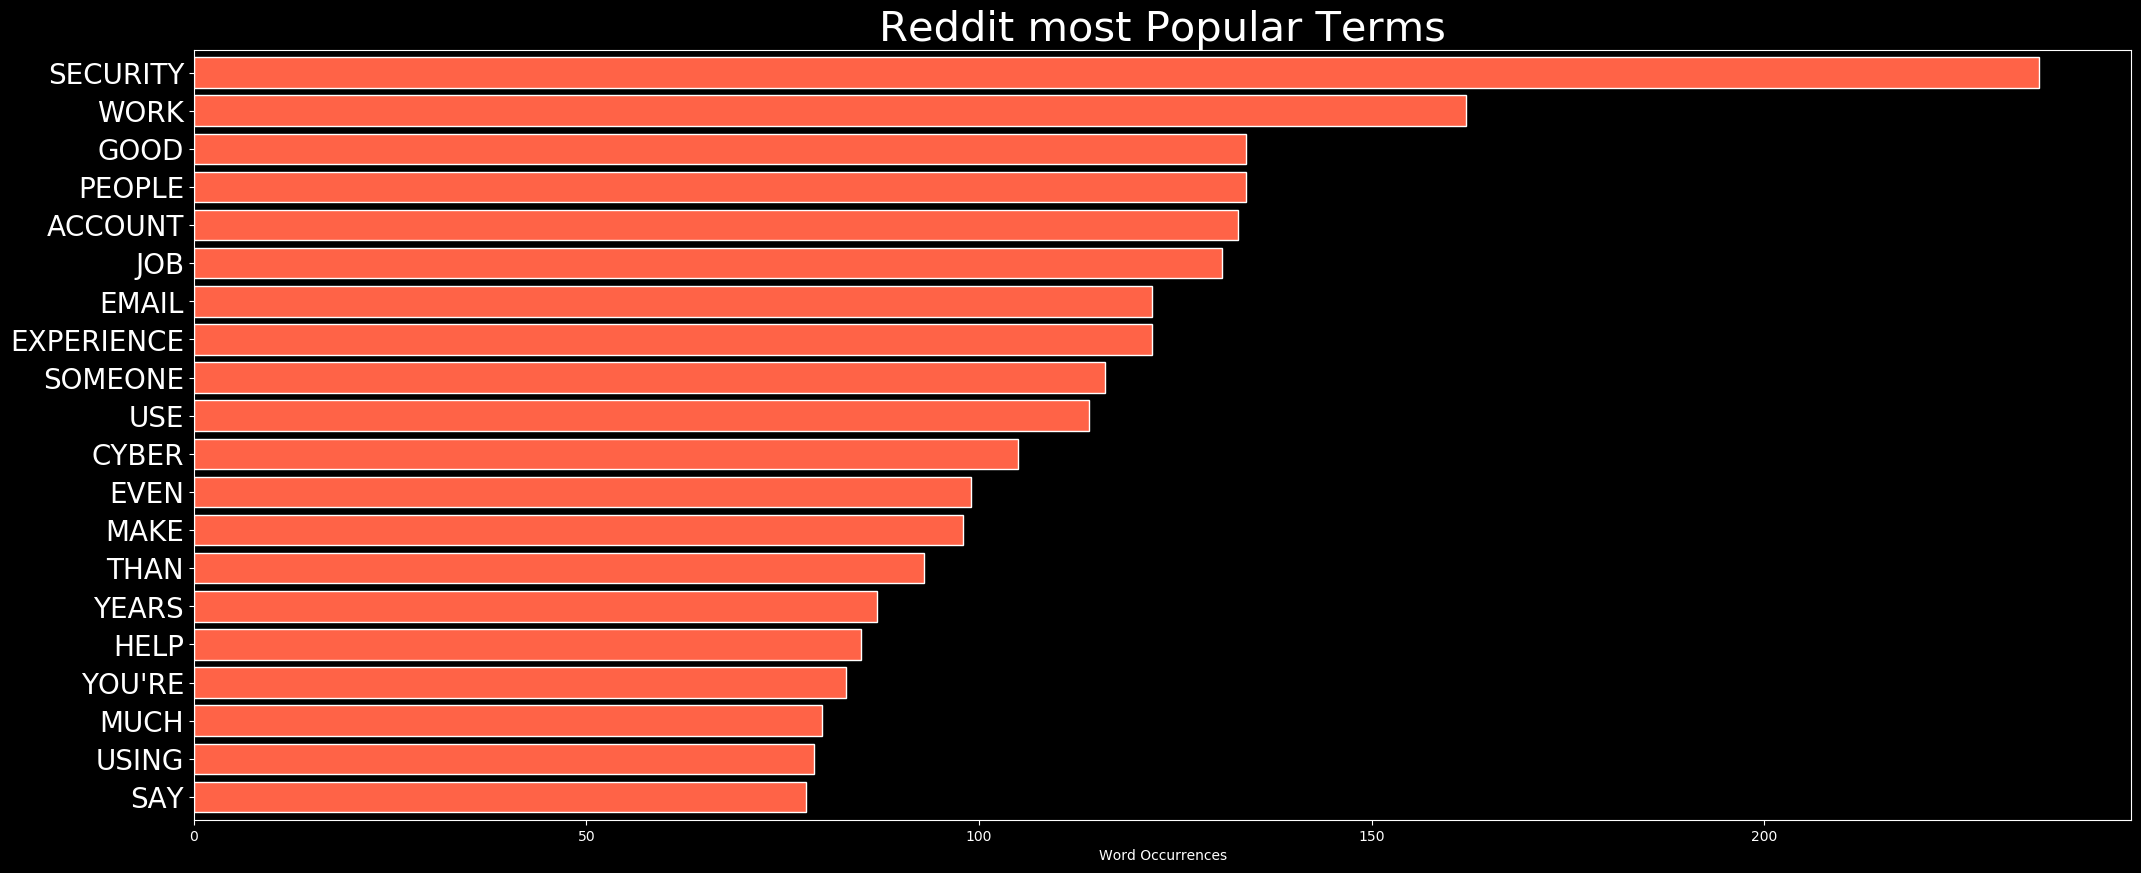 Reddit most Popular Terms
SECURITY
WORK
GOOD
PEOPLE
ACCOUNT
JOB
EMAIL
EXPERIENCE
SOMEONE
USE
CYBER
EVEN
MAKE
THAN
YEARS
HELP
YOU'RE
MUCH
USING
SAY
0 50 100 150 200
Word Occurrences